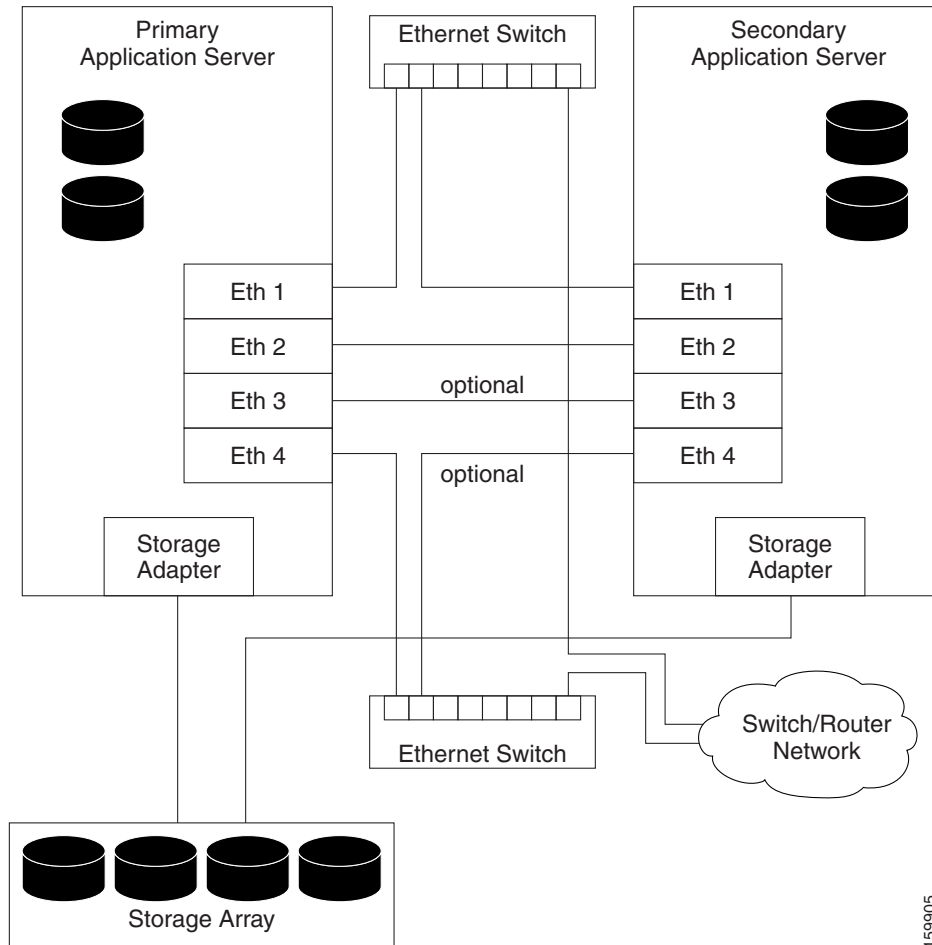 Primary
Application Server
Ethernet Switch
Secondary
Application Server
Eth 1
Eth 1
Eth 2
Eth 2
optional
Eth 3
Eth 3
Eth 4
Eth 4
optional
Storage
Adapter
Storage
Adapter
Switch/Router
Network
Ethernet Switch
Storage Array
159905